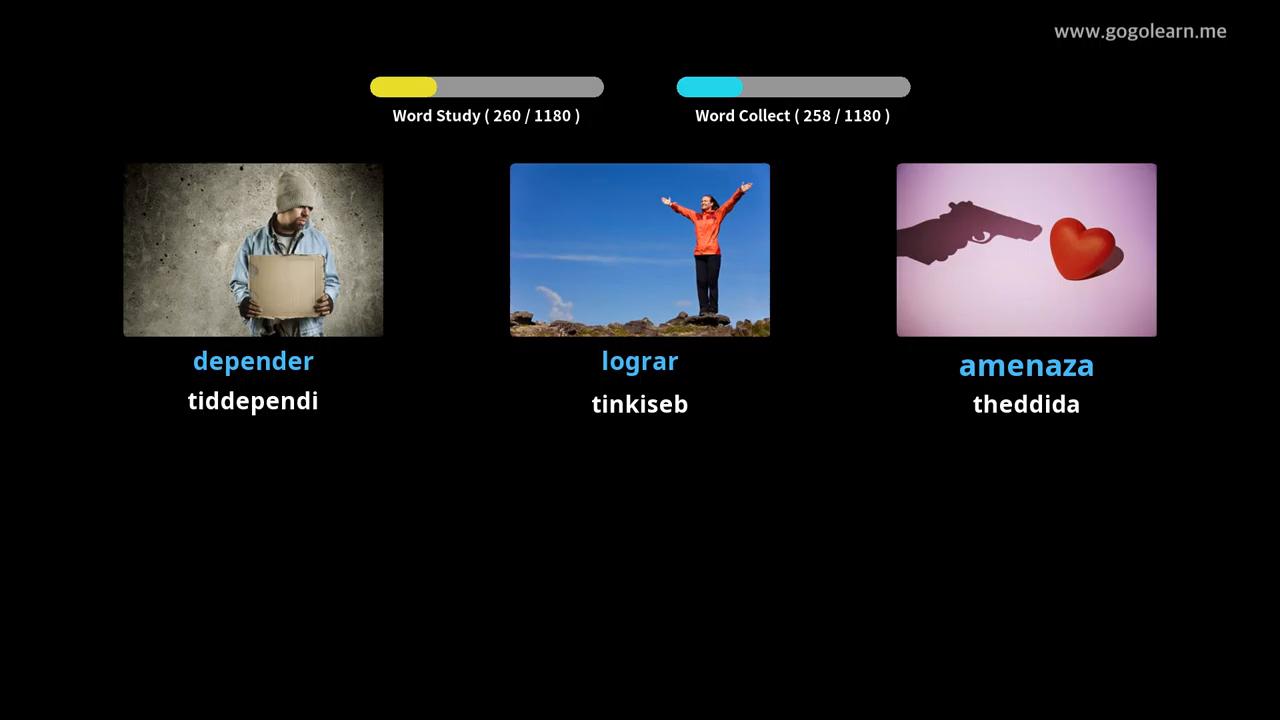 www.gogolearn.me
Word Study ( 260 / 1180 )
Word Collect ( 258 / 1180 )
depender
tiddependi
lograr
tinkiseb
amenaza
theddida